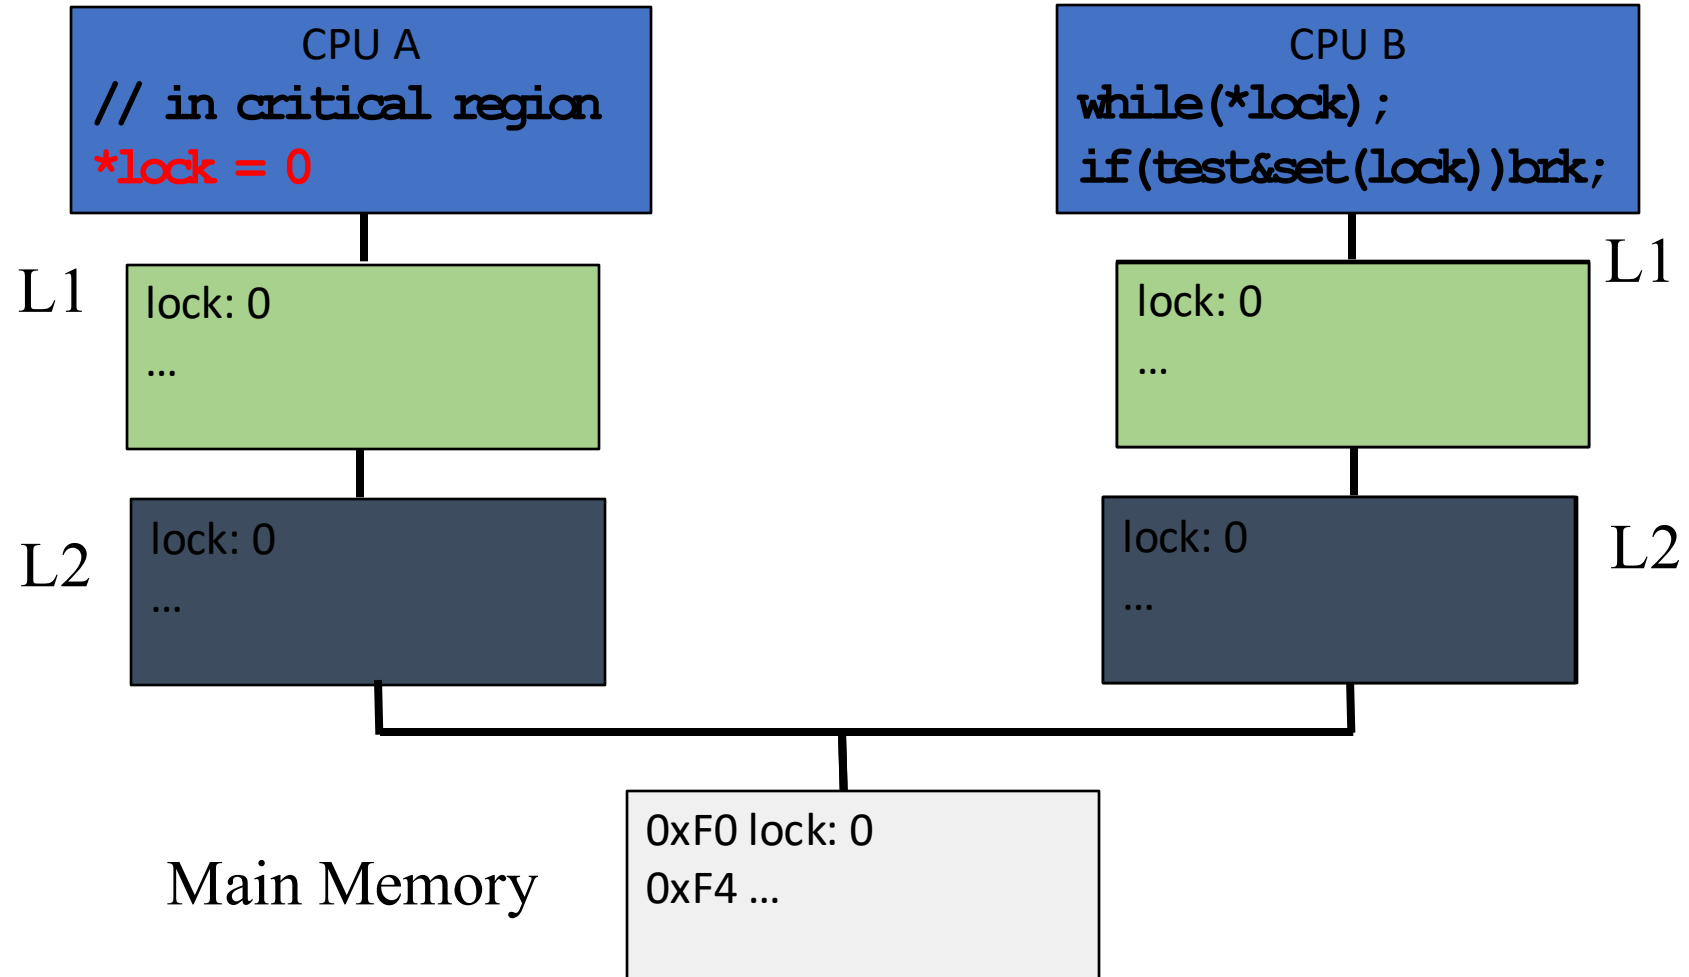 CPU A
// in critical region
*lock = 0
CPU B
while(*lock);
if(test&set(lock))brk;
L1
lock: 0
...
lock: 0
...
L1
L2
lock: 0
...
lock: 0
...
L2
Main Memory
0xF0 lock: 0
0xF4 ...